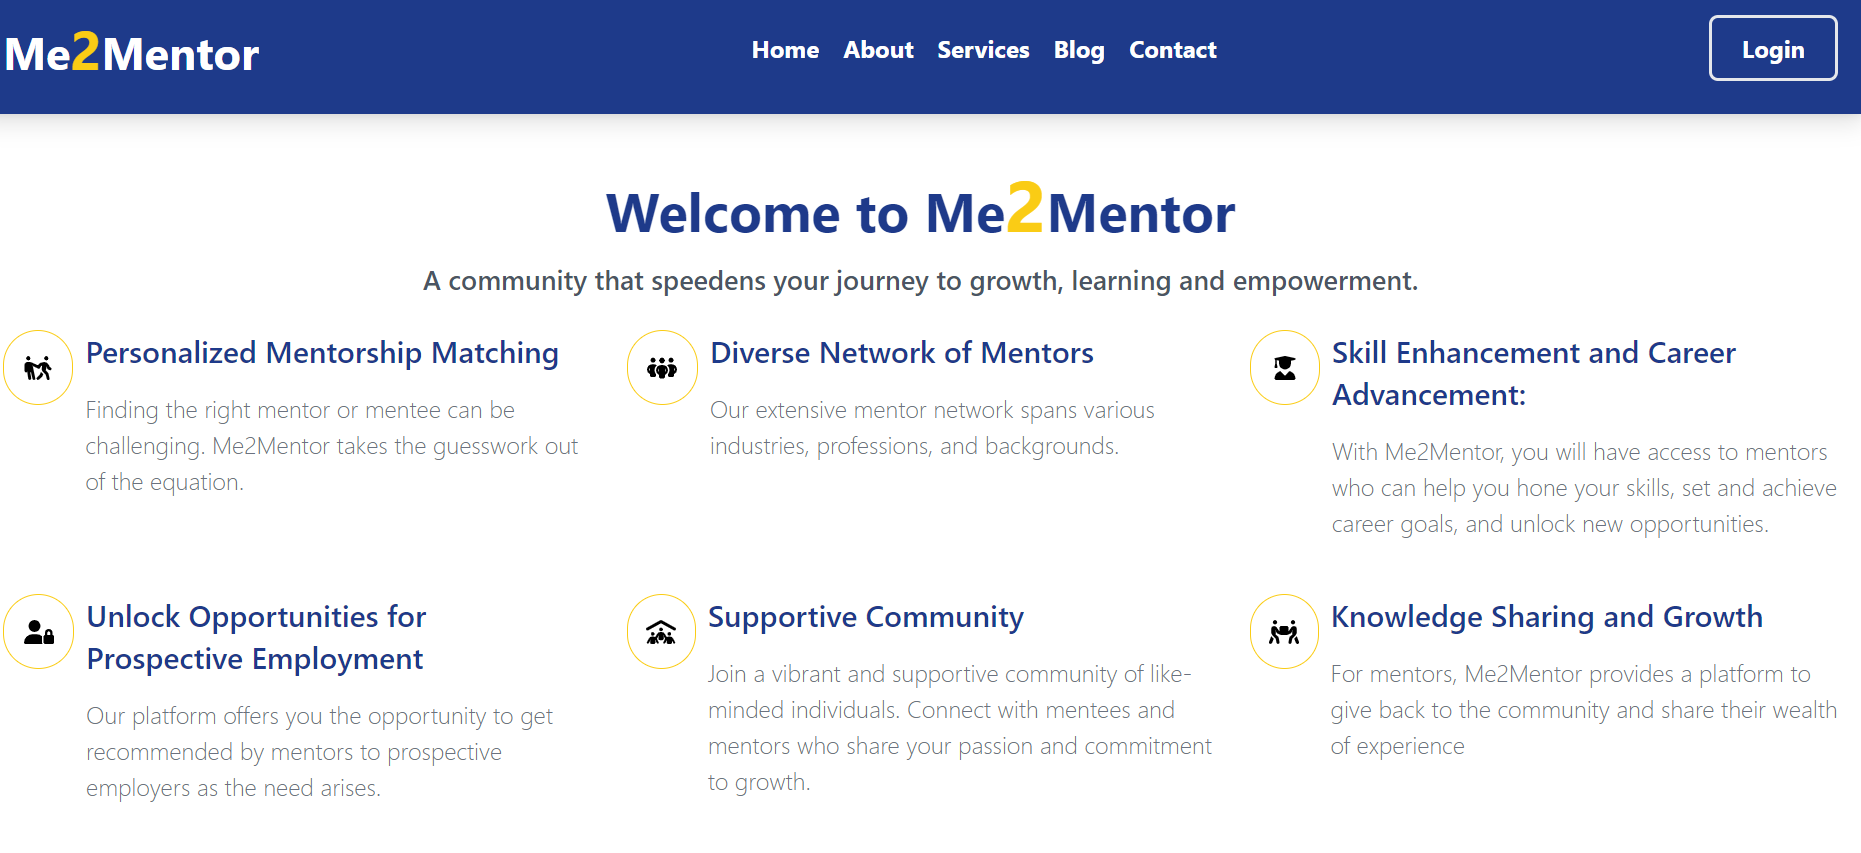 Me2Mentor
Home About Services Blog Contact
Login
Welcome to Me2Mentor
A community that speedens your journey to growth, learning and empowerment.
Personalized Mentorship Matching
Finding the right mentor or mentee can be
challenging. Me2Mentor takes the guesswork out
of the equation.
Diverse Network of Mentors
Our extensive mentor network spans various
industries, professions, and backgrounds.
Skill Enhancement and Career
Advancement:
With Me2Mentor, you will have access to mentors
who can help you hone your skills, set and achieve
career goals, and unlock new opportunities.
Unlock Opportunities for
Prospective Employment
Our platform offers you the opportunity to get
recommended by mentors to prospective
employers as the need arises.
Supportive Community
Join a vibrant and supportive community of like-
minded individuals. Connect with mentees and
mentors who share your passion and commitment
to growth.
Knowledge Sharing and Growth
For mentors, Me2Mentor provides a platform to
give back to the community and share their wealth
of experience